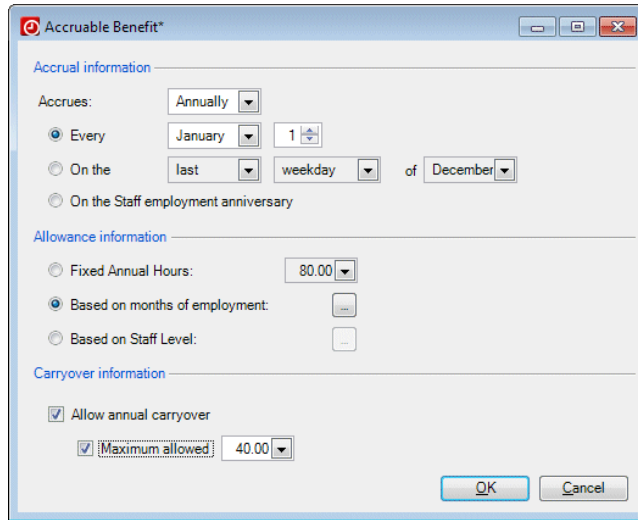 Accruable Benefit*
Accrual information
Accrues: Annually
Every January 1
On the last weekday of December
On the Staff employment anniversary
Allowance information
Fixed Annual Hours: 80.00
Based on months of employment: ...
Based on Staff Level: ...
Carryover information
Allow annual carryover
Maximum allowed 40.00
OK Cancel